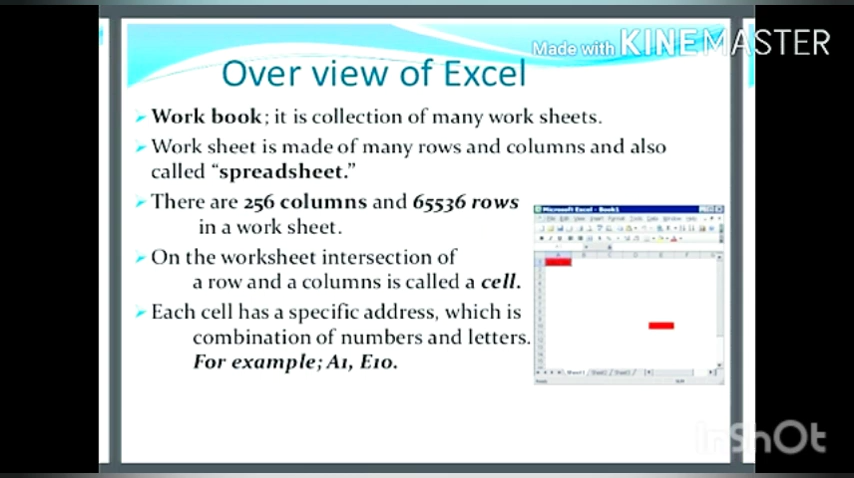 Made with KINEMASTER
Over view of Excel
Work book; it is collection of many work sheets.
Work sheet is made of many rows and columns and also
called “spreadsheet.”
There are 256 columns and 65536 rows
in a work sheet.
On the worksheet intersection of
a row and a columns is called a cell.
Each cell has a specific address, which is
combination of numbers and letters.
For example; A1, E10.
Microsoft Excel - Book1
InShOt